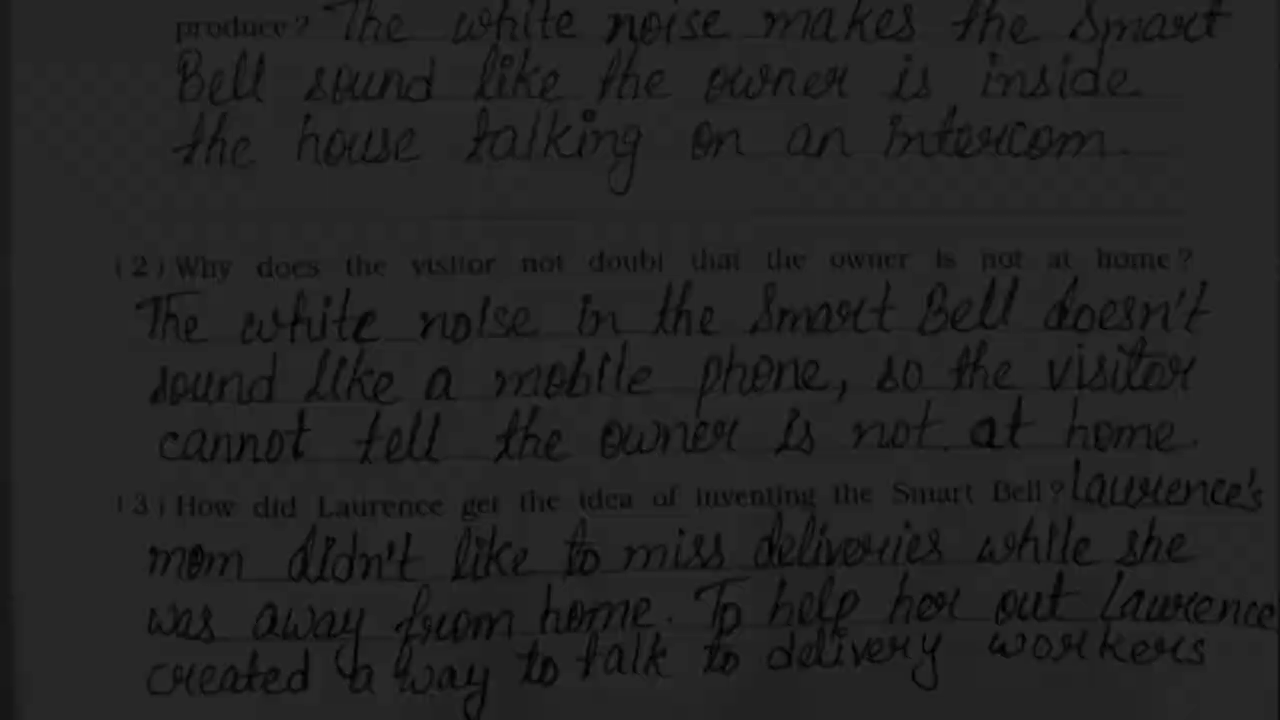 produce? The white noise makes the Smart
Bell sound like the owner is inside
the house talking on an intercom.
(2) Why does the visitor not doubt that the owner is not at home?
The white noise in the Smart Bell doesn't
sound like a mobile phone, so the visitor
cannot tell the owner is not at home.
(3) How did Laurence get the idea of inventing the Smart Bell? Laurence's
mom didn't like to miss deliveries while she
was away from home. To help her out Laurence
created a way to talk to delivery workers